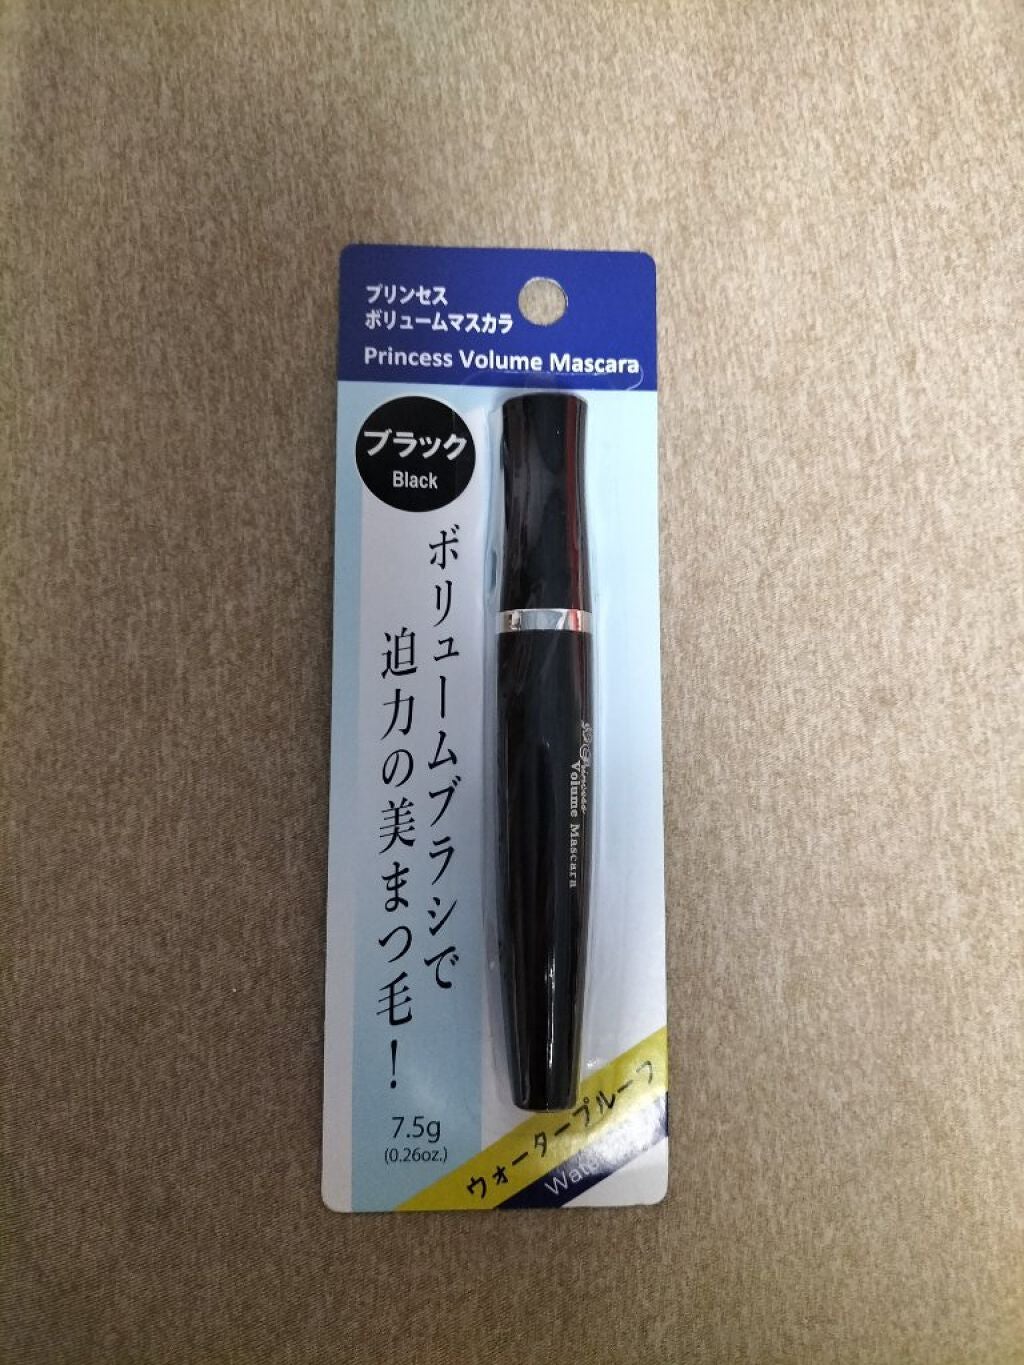 プリンセス
ボリュームマスカラ
Princess Volume Mascara
ブラック
Black
ボリュームブラシで
迫力の美まつ毛！
Princess
Volume Mascara
7.5g
(0.26oz.)
ウォータープルーフ